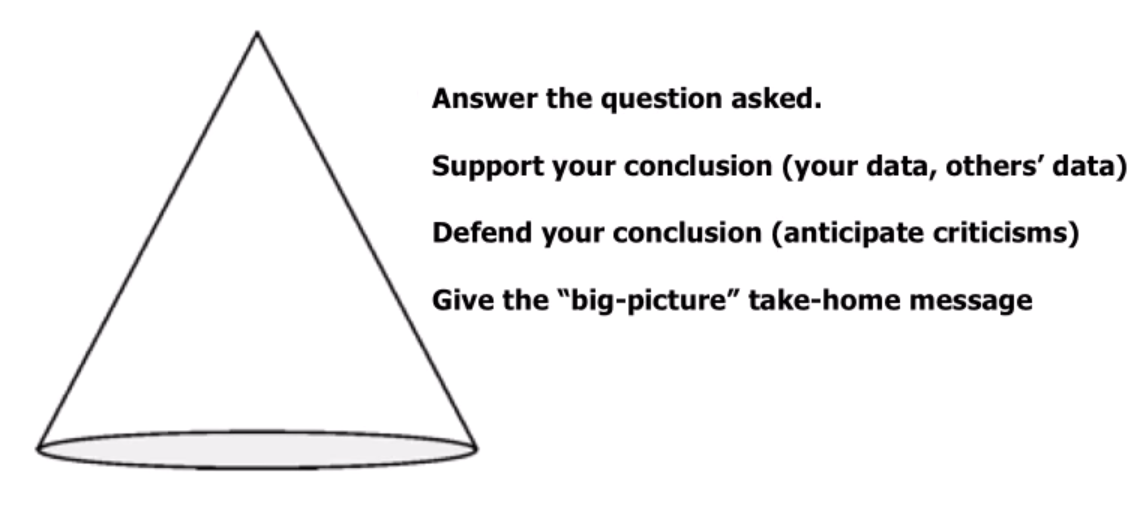 Answer the question asked.
Support your conclusion (your data, others’ data)
Defend your conclusion (anticipate criticisms)
Give the “big-picture” take-home message